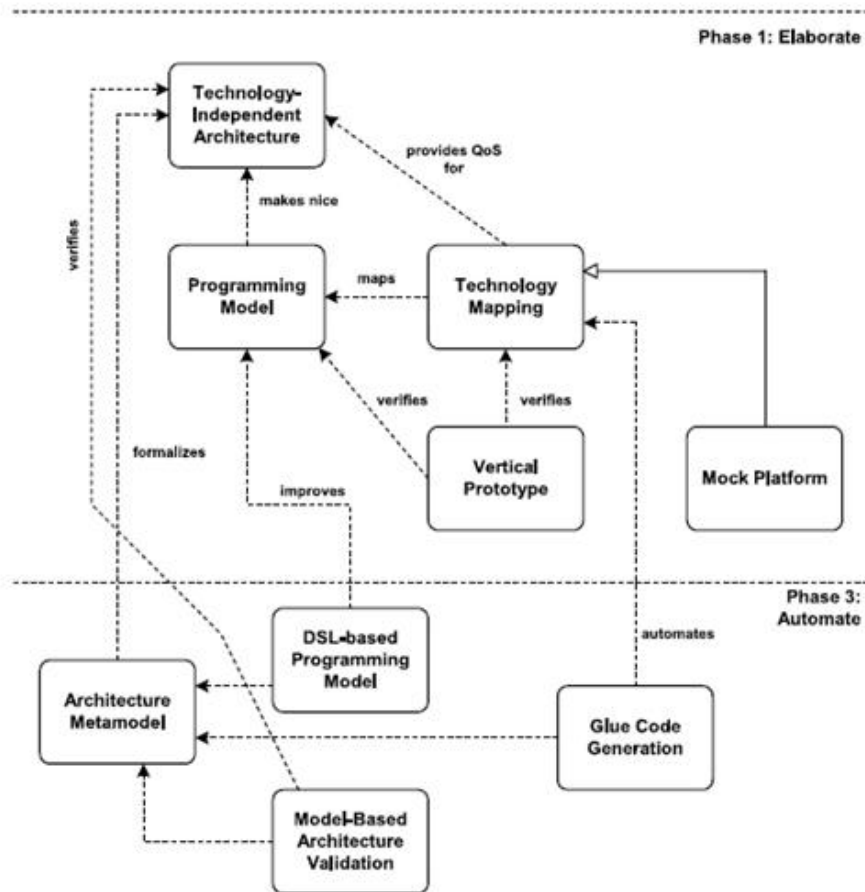 Phase 1: Elaborate
Technology-
Independent
Architecture
provides QoS
for
makes nice
verifies
Programming
Model
maps
Technology
Mapping
verifies
verifies
formalizes
Vertical
Prototype
Mock Platform
improves
Phase 3:
Automate
DSL-based
Programming
Model
automates
Architecture
Metamodel
Glue Code
Generation
Model-Based
Architecture
Validation